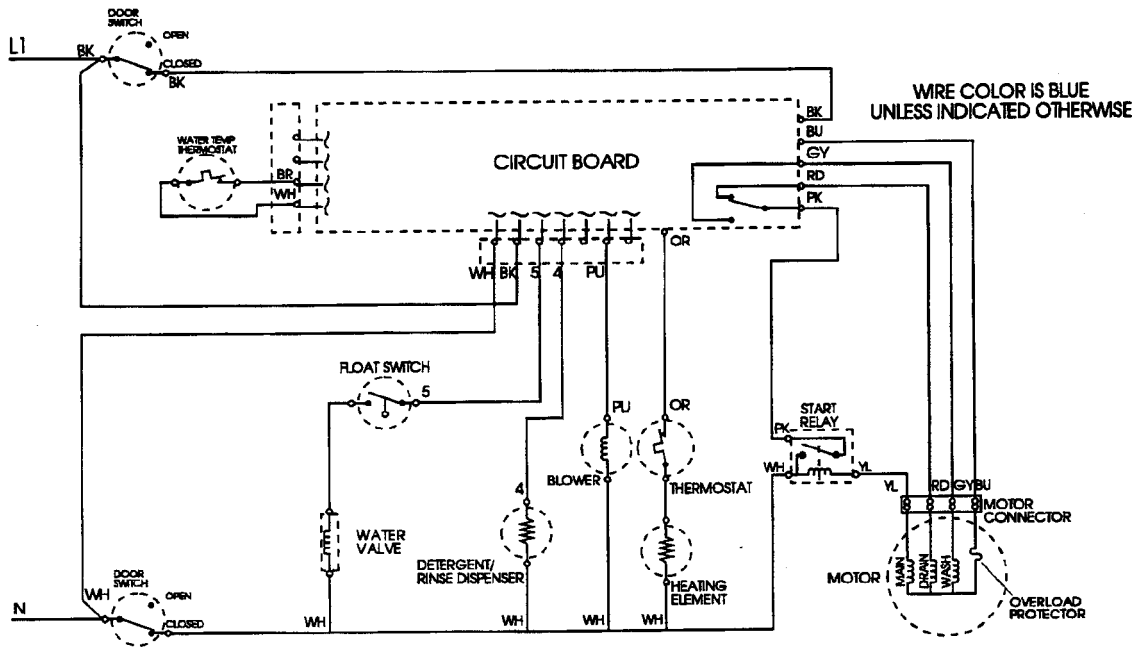 DOOR
SWITCH
OPEN
L1
BK
CLOSED
BK
WIRE COLOR IS BLUE
UNLESS INDICATED OTHERWISE
BK
BU
WATER TEMP
THERMOSTAT
CIRCUIT BOARD
GY
BR
RD
WH
PK
OR
WH BK 5 4 PU
FLOAT SWITCH
5
PU
OR
START
RELAY
PK
BLOWER
THERMOSTAT
WH
YL
4
YL RD GY BU
WATER
VALVE
MOTOR
CONNECTOR
DETERGENT/
RINSE DISPENSER
HEATING
ELEMENT
MOTOR
MAIN
DRAIN
WASH
OVERLOAD
PROTECTOR
DOOR
SWITCH
WH
OPEN
N
CLOSED
WH
WH
WH
WH